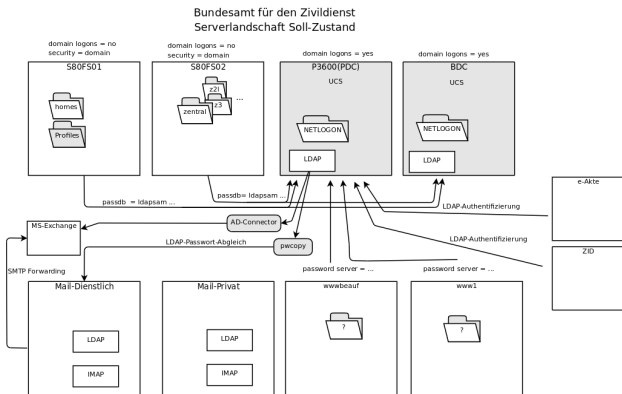 Bundesamt für den Zivildienst
Serverlandschaft Soll-Zustand
domain logons = no
security = domain
domain logons = no
security = domain
domain logons = yes
domain logons = yes
S80FS01
S80FS02
P3600(PDC)
BDC
UCS
UCS
homes
Profiles
z2l
z3
zentral
...
NETLOGON
NETLOGON
LDAP
LDAP
passdb = ldapsam ...
passdb= ldapsam ...
e-Akte
LDAP-Authentifizierung
MS-Exchange
AD-Connector
LDAP-Passwort-Abgleich
pwcopy
LDAP-Authentifizierung
ZID
SMTP Forwarding
password server = ...
password server = ...
Mail-Dienstlich
Mail-Privat
wwwbeauf
www1
?
?
LDAP
LDAP
IMAP
IMAP